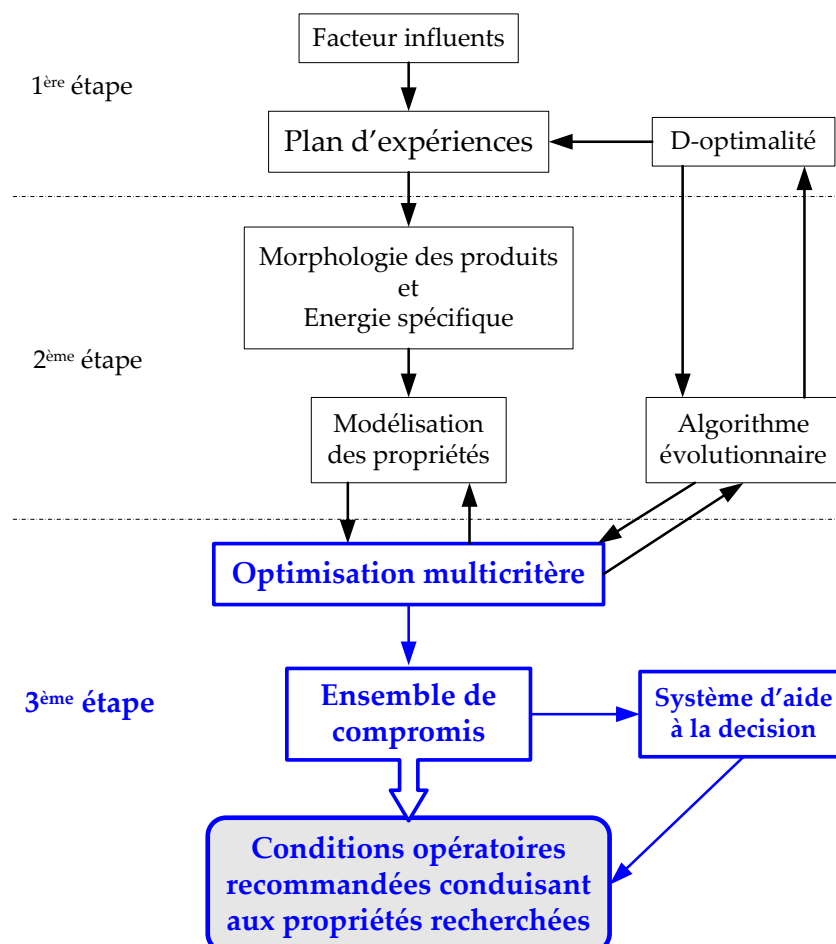 Facteur influents
1ère étape
Plan d'expériences
D-optimalité
Morphologie des produits
et
Energie spécifique
2ème étape
Modélisation
des propriétés
Algorithme
évolutionnaire
Optimisation multicritère
3ème étape
Ensemble de
compromis
Système d'aide
à la decision
Conditions opératoires
recommandées conduisant
aux propriétés recherchées